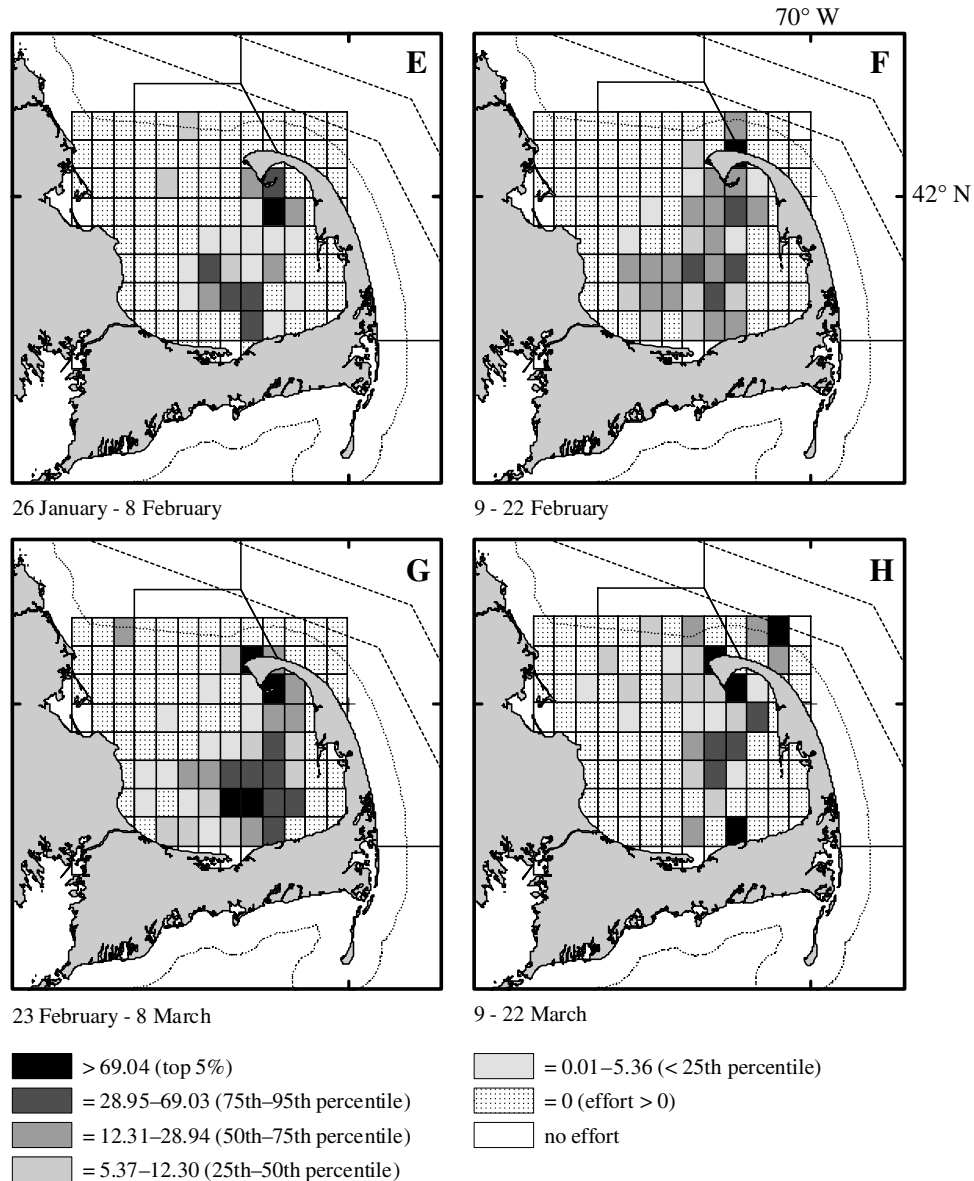 70° W
E
F
42° N
26 January - 8 February
9 - 22 February
G
H
23 February - 8 March
9 - 22 March
> 69.04 (top 5%)
= 28.95–69.03 (75th–95th percentile)
= 12.31–28.94 (50th–75th percentile)
= 5.37–12.30 (25th–50th percentile)
= 0.01–5.36 (< 25th percentile)
= 0 (effort > 0)
no effort